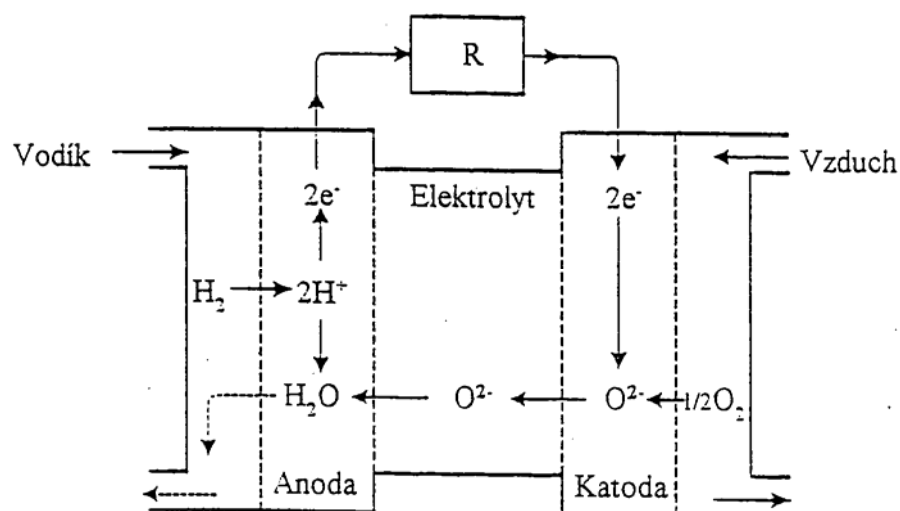 R
Vodík
Vzduch
2e⁻
Elektrolyt
2e⁻
H₂
2H⁺
H₂O
O²⁻
O²⁻
1/2O₂
Anoda
Katoda